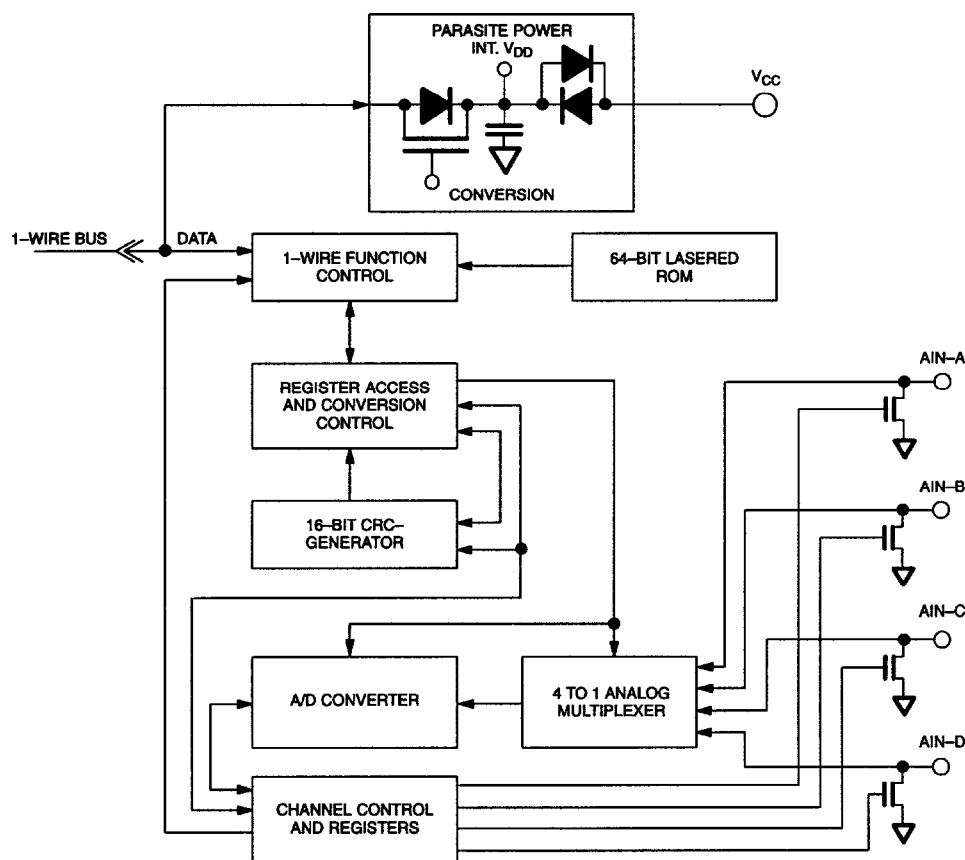 PARASITE POWER
INT. VDD
VCC
CONVERSION
1–WIRE BUS
DATA
1–WIRE FUNCTION
CONTROL
64–BIT LASERED
ROM
AIN–A
REGISTER ACCESS
AND CONVERSION
CONTROL
AIN–B
16–BIT CRC–
GENERATOR
AIN–C
A/D CONVERTER
4 TO 1 ANALOG
MULTIPLEXER
AIN–D
CHANNEL CONTROL
AND REGISTERS